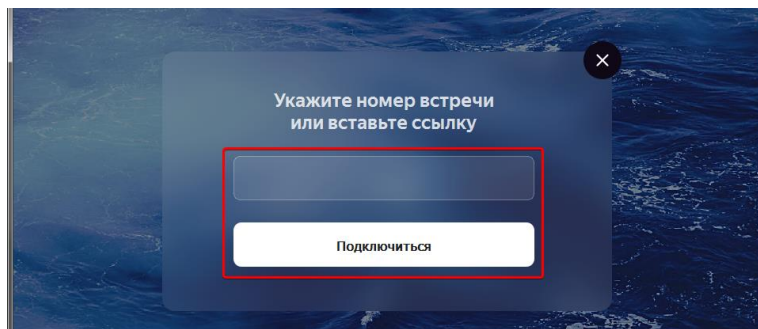 Укажите номер встречи
или вставьте ссылку
Подключиться